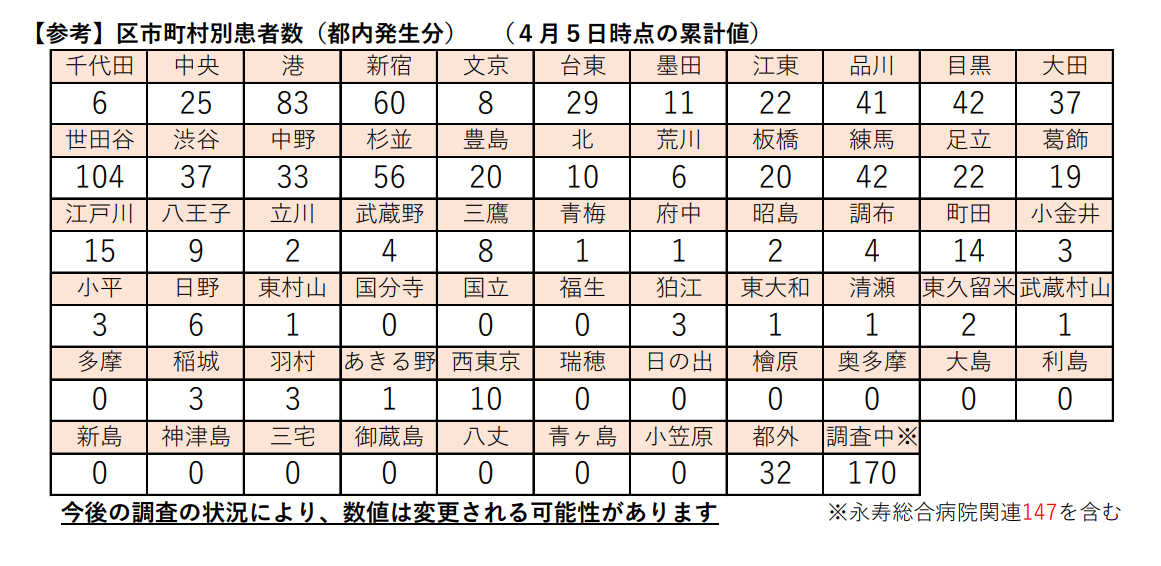 【参考】区市町村別患者数（都内発生分）　（４月５日時点の累計値）
千代田 中央 港 新宿 文京 台東 墨田 江東 品川 目黒 大田
6 25 83 60 8 29 11 22 41 42 37
世田谷 渋谷 中野 杉並 豊島 北 荒川 板橋 練馬 足立 葛飾
104 37 33 56 20 10 6 20 42 22 19
江戸川 八王子 立川 武蔵野 三鷹 青梅 府中 昭島 調布 町田 小金井
15 9 2 4 8 1 1 2 4 14 3
小平 日野 東村山 国分寺 国立 福生 狛江 東大和 清瀬 東久留米 武蔵村山
3 6 1 0 0 0 3 1 1 2 1
多摩 稲城 羽村 あきる野 西東京 瑞穂 日の出 檜原 奥多摩 大島 利島
0 3 3 1 10 0 0 0 0 0 0
新島 神津島 三宅 御蔵島 八丈 青ヶ島 小笠原 都外 調査中※
0 0 0 0 0 0 0 32 170
今後の調査の状況により、数値は変更される可能性があります
※永寿総合病院関連147を含む